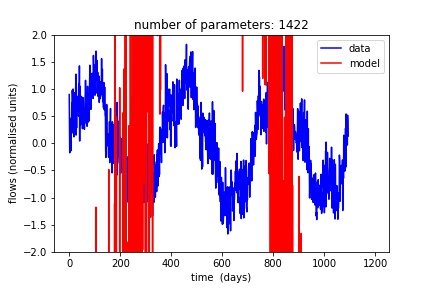 number of parameters: 1422
data
model
2.0
1.5
1.0
0.5
0.0
−0.5
−1.0
−1.5
−2.0
flows (normalised units)
0 200 400 600 800 1000 1200
time (days)